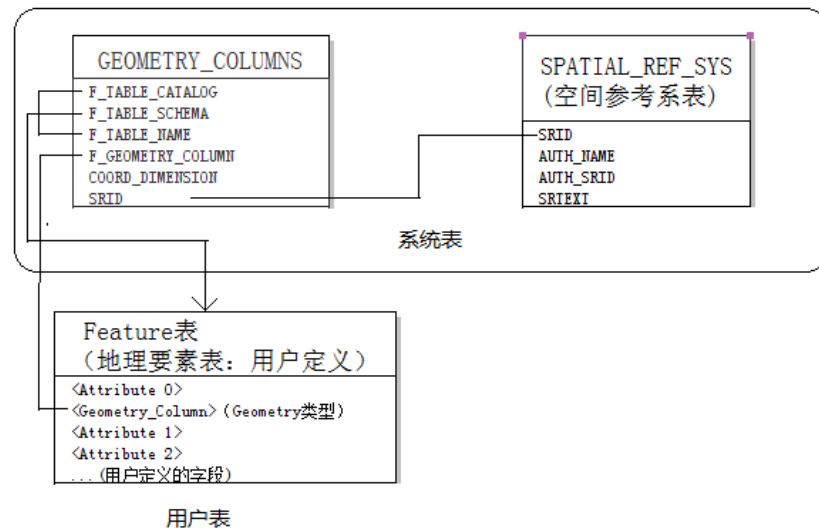 GEOMETRY_COLUMNS
F_TABLE_CATALOG
F_TABLE_SCHEMA
F_TABLE_NAME
F_GEOMETRY_COLUMN
COORD_DIMENSION
SRID
SPATIAL_REF_SYS
(空间参考系表)
SRID
AUTH_NAME
AUTH_SRID
SRTEXT
系统表
Feature表
（地理要素表：用户定义）
<Attribute 0>
<Geometry_Column>(Geometry类型)
<Attribute 1>
<Attribute 2>
...(用户定义的字段)
用户表